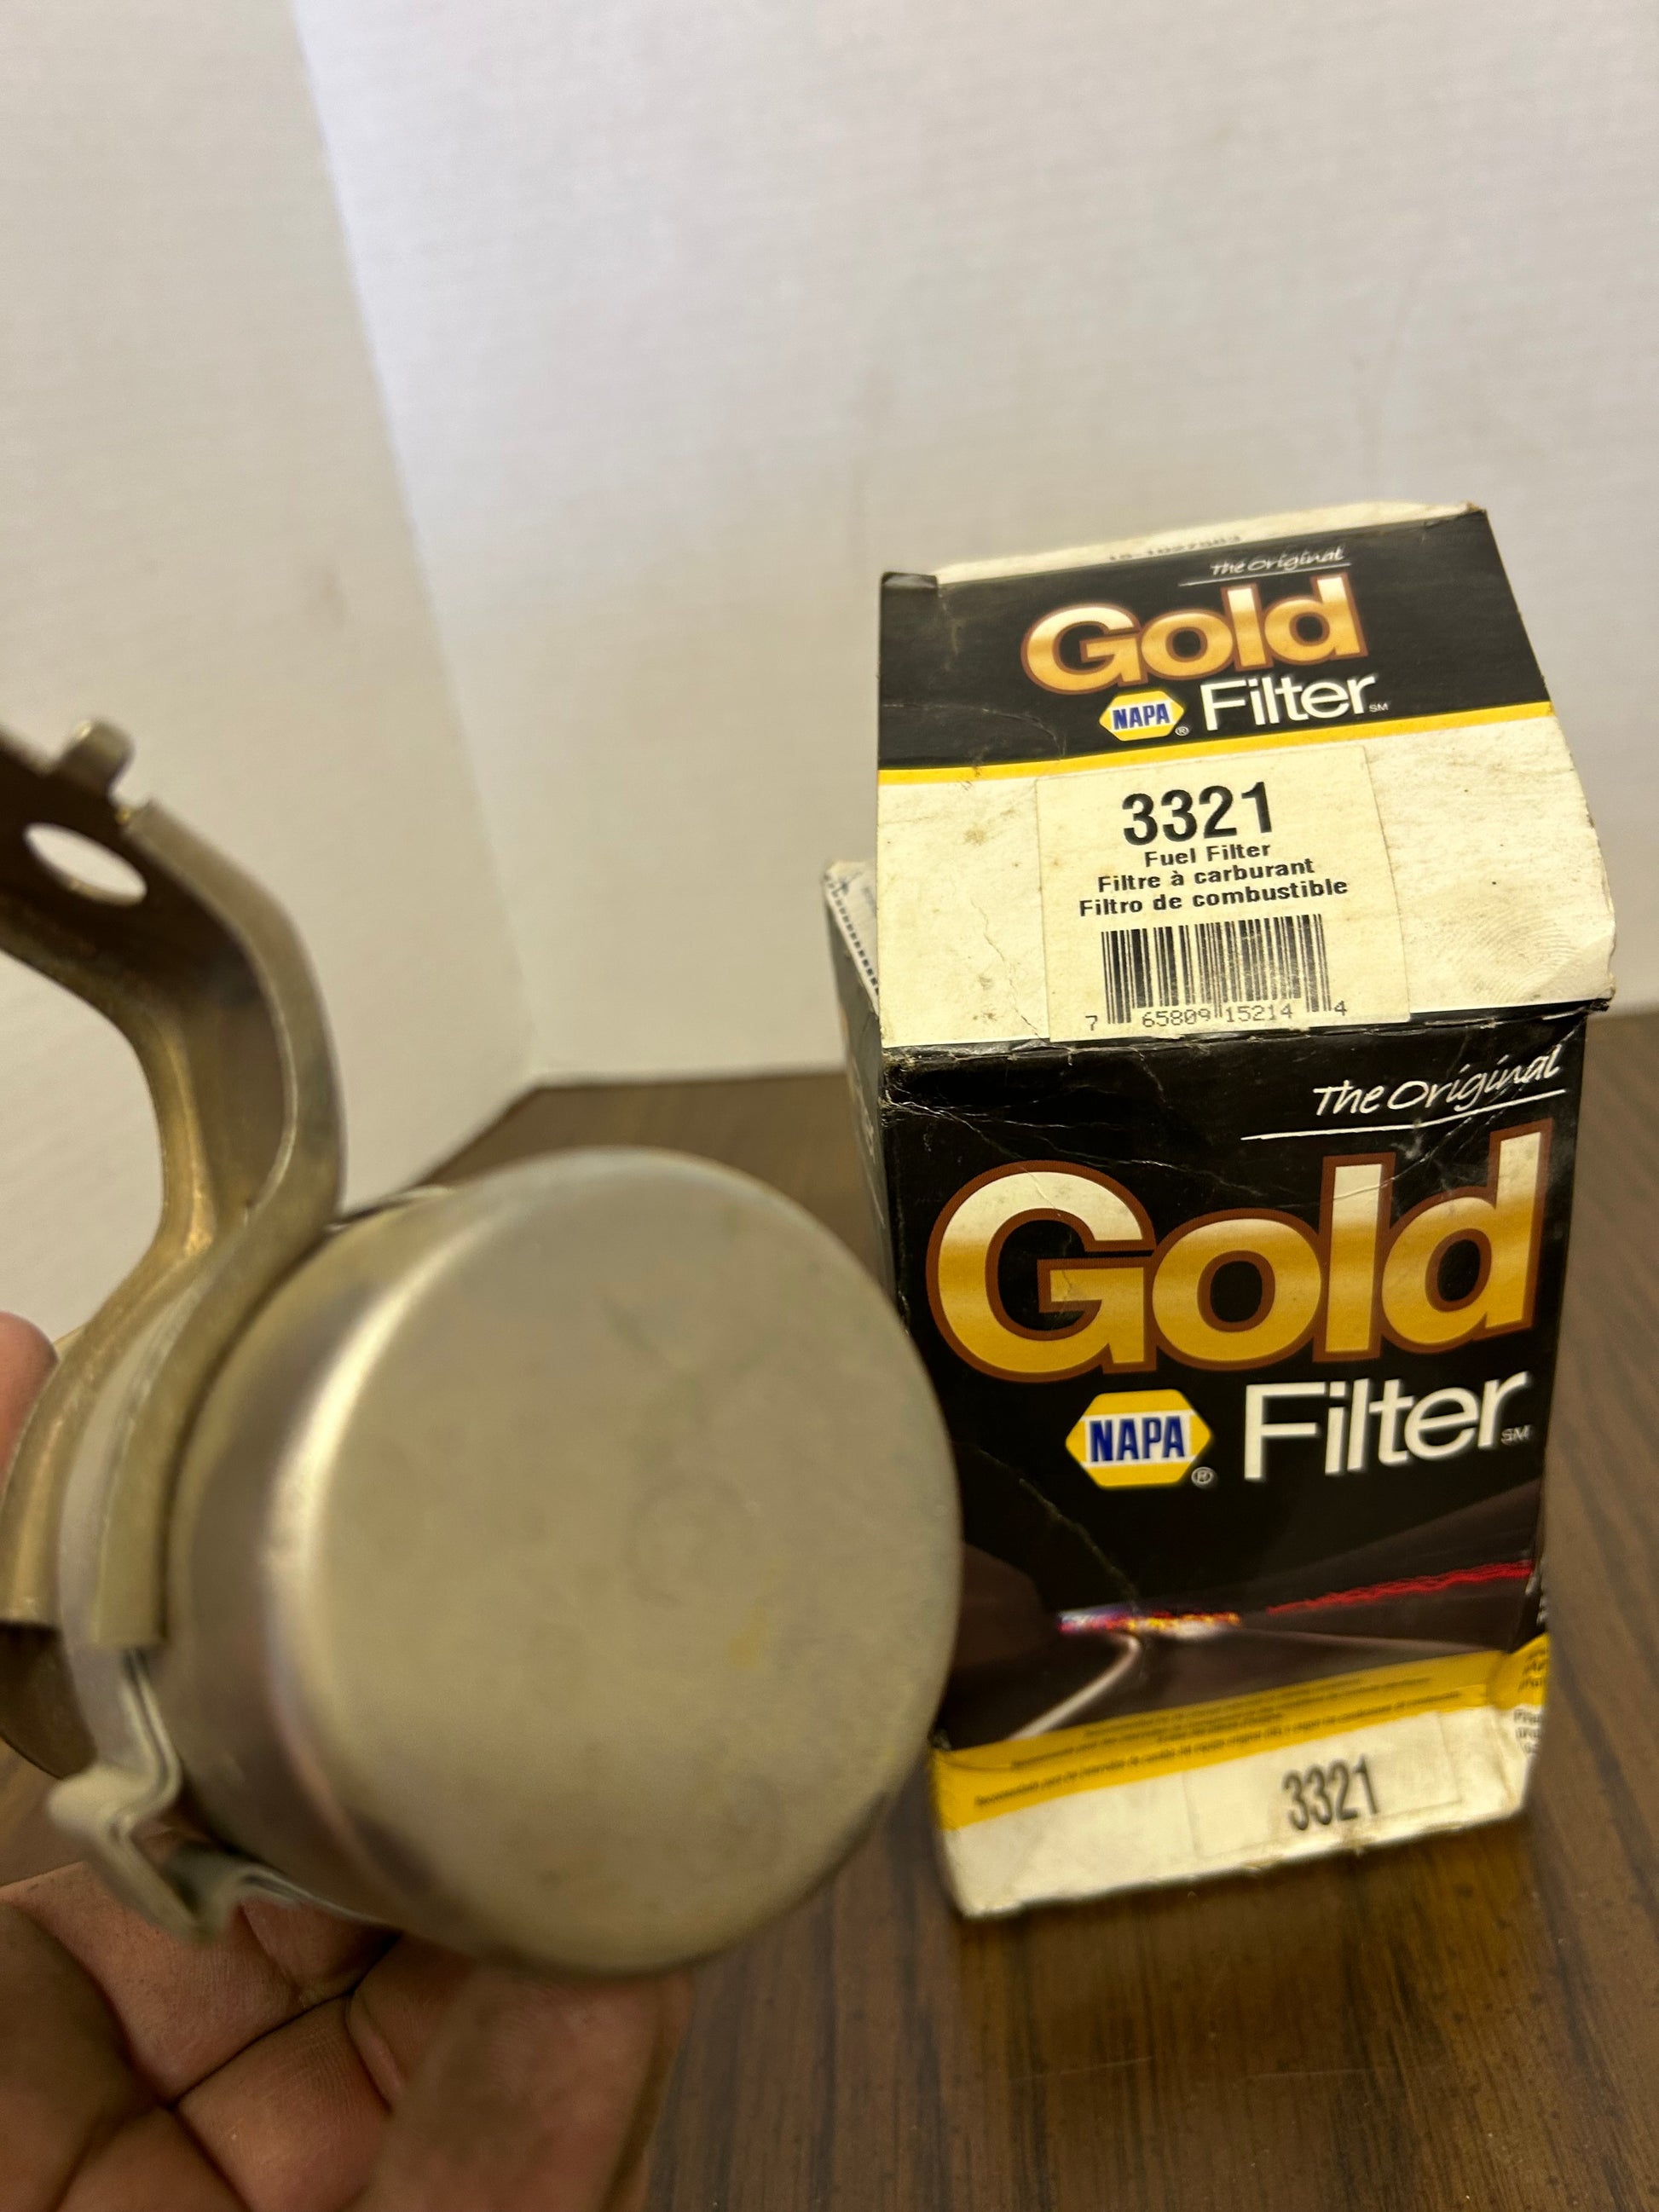 The Original
Gold
NAPA® Filter SM
3321
Fuel Filter
Filtre à carburant
Filtro de combustible
7 65809 15214 4
The Original
Gold
NAPA® Filter SM
3321